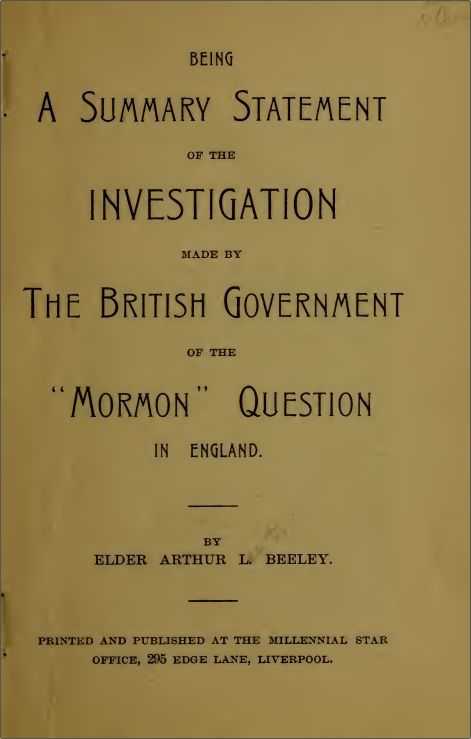 BEING
A SUMMARY STATEMENT
OF THE
INVESTIGATION
MADE BY
THE BRITISH GOVERNMENT
OF THE
"MORMON" QUESTION
IN ENGLAND.
BY
ELDER ARTHUR L. BEELEY.
PRINTED AND PUBLISHED AT THE MILLENNIAL STAR
OFFICE, 295 EDGE LANE, LIVERPOOL.